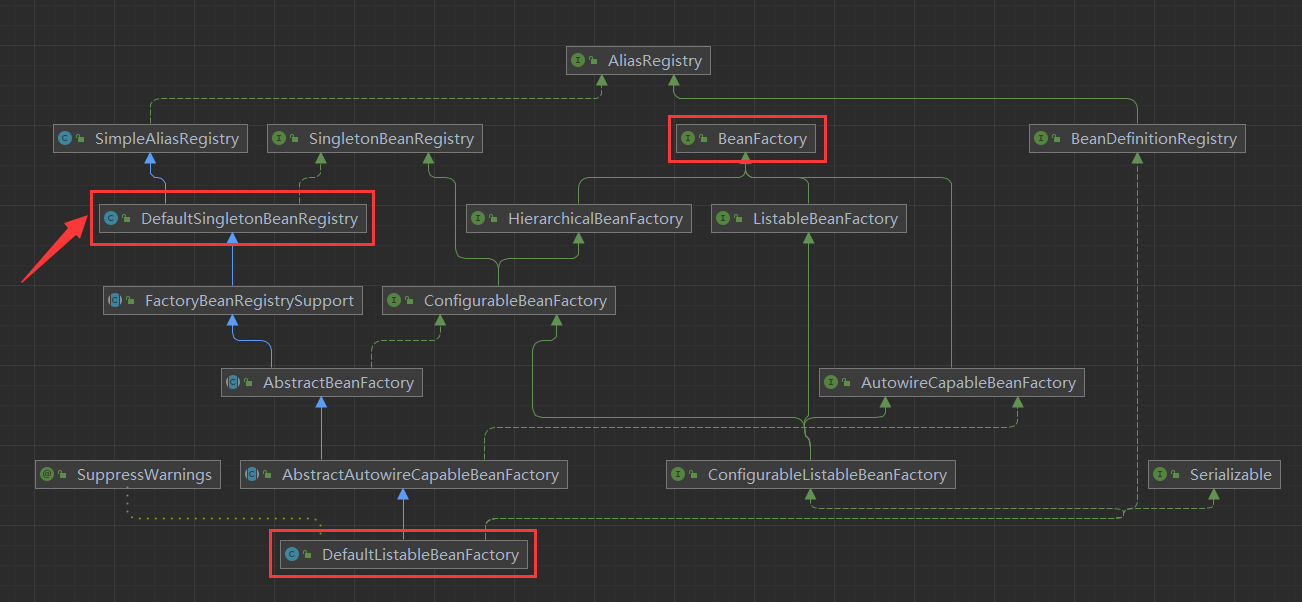 AliasRegistry
SimpleAliasRegistry
SingletonBeanRegistry
BeanFactory
BeanDefinitionRegistry
DefaultSingletonBeanRegistry
HierarchicalBeanFactory
ListableBeanFactory
FactoryBeanRegistrySupport
ConfigurableBeanFactory
AbstractBeanFactory
AutowireCapableBeanFactory
SuppressWarnings
AbstractAutowireCapableBeanFactory
ConfigurableListableBeanFactory
Serializable
DefaultListableBeanFactory